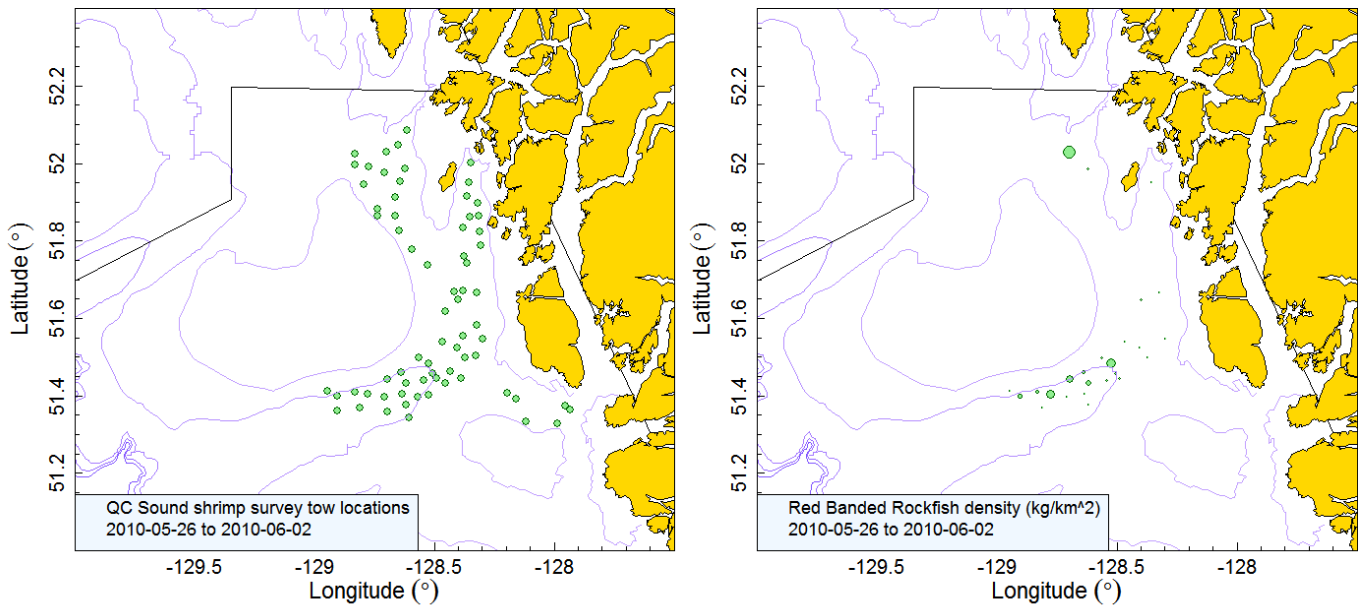 52.2
52
51.8
51.6
51.4
51.2
Latitude (°)
QC Sound shrimp survey tow locations
2010-05-26 to 2010-06-02
-129.5
-129
-128.5
-128
Longitude (°)
52.2
52
51.8
51.6
51.4
51.2
Latitude (°)
Red Banded Rockfish density (kg/km^2)
2010-05-26 to 2010-06-02
-129.5
-129
-128.5
-128
Longitude (°)